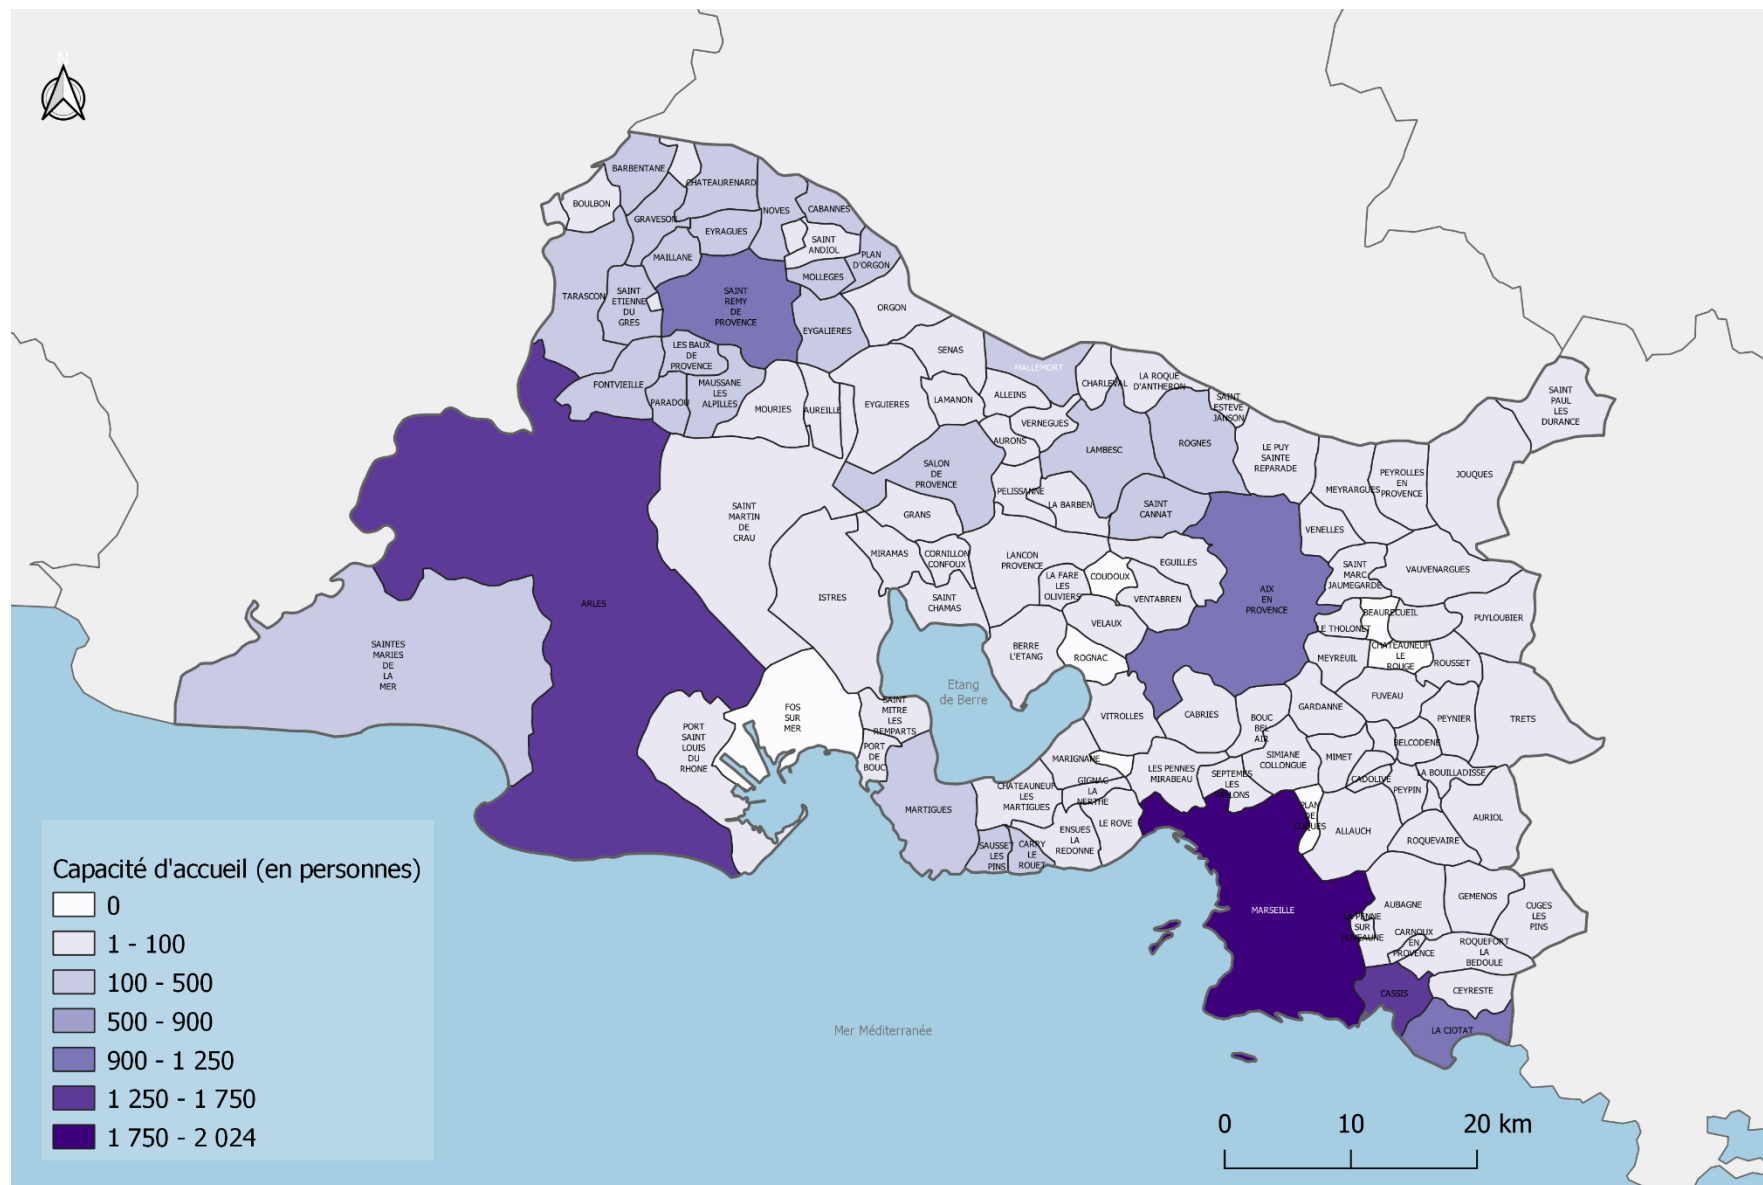 N
BARBENTANE
CHATEAURENARD
BOULBON
GRAVESON
NOVES
CABANNES
EYRAGUES
SAINT
ANDIOL
MAILLANE
PLAN
D'ORGON
MOLLEGES
TARASCON
SAINT
ETIENNE
DU
GRES
SAINT
REMY
DE
PROVENCE
ORGON
EYGALIERES
LES BAUX
DE
PROVENCE
SENAS
MALLEMORT
FONTVIEILLE
PARADOU
MAUSSANE
LES
ALPILLES
MOURIES
AUREILLE
EYGUIERES
LAMANON
ALLEINS
CHARLEVAL
LA ROQUE
D'ANTHERON
SAINT
ESTEVE
JANSON
SAINT
PAUL
LES
DURANCE
VERNEGUES
AURONS
LAMBESC
ROGNES
LE PUY
SAINTE
REPARADE
MEYRARGUES
PEYROLLES
EN
PROVENCE
JOUQUES
SALON
DE
PROVENCE
PELISSANNE
LA BARBEN
SAINT
CANNAT
SAINT
MARTIN
DE
CRAU
GRANS
VENELLES
MIRAMAS
CORNILLON
CONFOUX
LANCON
PROVENCE
EGUILLES
COUDOUX
LA FARE
LES
OLIVIERS
VENTABREN
SAINT
MARC
JAUMEGARDE
VAUVENARGUES
ISTRES
SAINT
CHAMAS
AIX
EN
PROVENCE
ARLES
VELAUX
BEAURECUEIL
LE THOLONET
PUYLOUBIER
SAINTES
MARIES
DE
LA
MER
BERRE
L'ETANG
ROGNAC
MEYREUIL
CHATEAUNEUF
LE
ROUGE
ROUSSET
Etang
de Berre
FOS
SUR
MER
SAINT
MITRE
LES
REMPARTS
VITROLLES
CABRIES
BOUC
BEL
AIR
GARDANNE
FUVEAU
PEYNIER
TRETS
PORT
SAINT
LOUIS
DU
RHONE
PORT
DE
BOUC
MARIGNANE
LES PENNES
MIRABEAU
SIMIANE
COLLONGUE
MIMET
BELCODENE
GIGNAC
LA
NERTHE
SEPTEMES
LES
VALLONS
CADOLIVE
LA BOUILLADISSE
PEYPIN
MARTIGUES
CHATEAUNEUF
LES
MARTIGUES
ENSUES
LA
REDONNE
LE ROVE
PLAN
DE
CUQUES
ALLAUCH
ROQUEVAIRE
AURIOL
SAUSSET
LES
PINS
CARRY
LE
ROUET
MARSEILLE
LA PENNE
SUR
HUVEAUNE
AUBAGNE
GEMENOS
CUGES
LES
PINS
CARNOUX
EN
PROVENCE
ROQUEFORT
LA
BEDOULE
CASSIS
CEYRESTE
LA CIOTAT
Mer Méditerranée
Capacité d'accueil (en personnes)
0
1 - 100
100 - 500
500 - 900
900 - 1 250
1 250 - 1 750
1 750 - 2 024
0 10 20 km